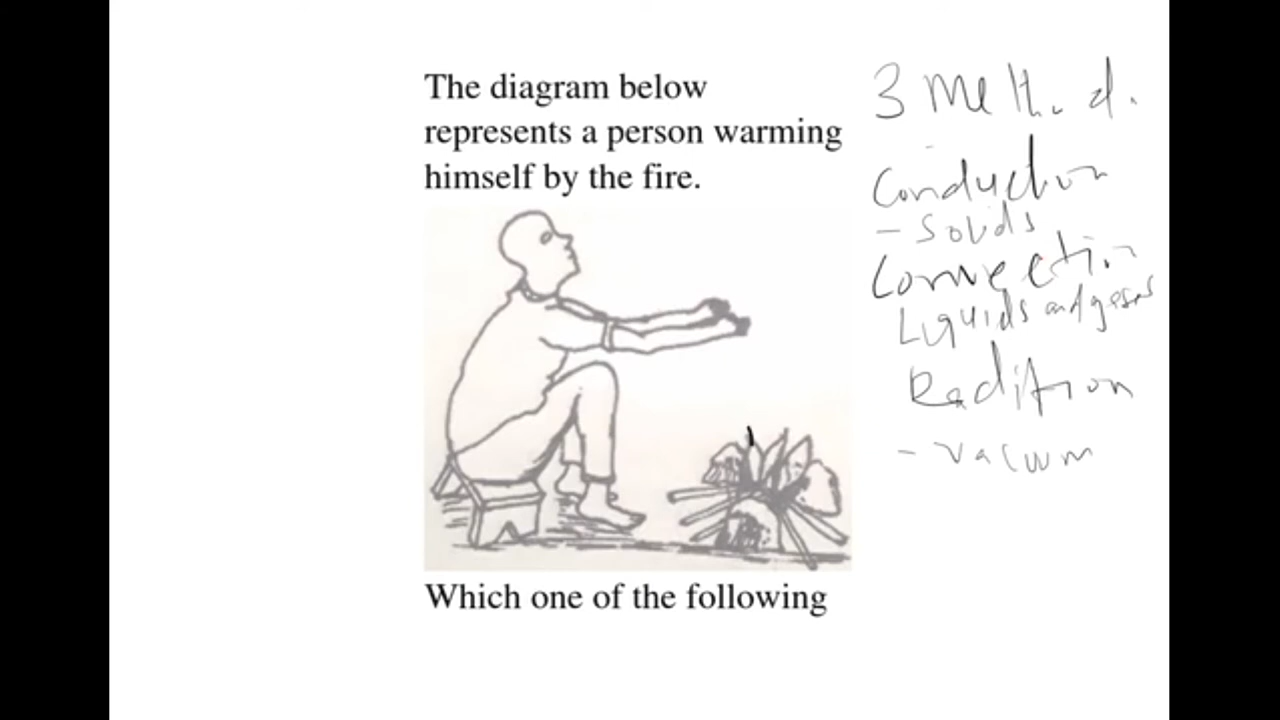 The diagram below
represents a person warming
himself by the fire.
Which one of the following
3 Method.
Conduction
- Solids
Convection
Liquids and gases
Radition
- Vacuum